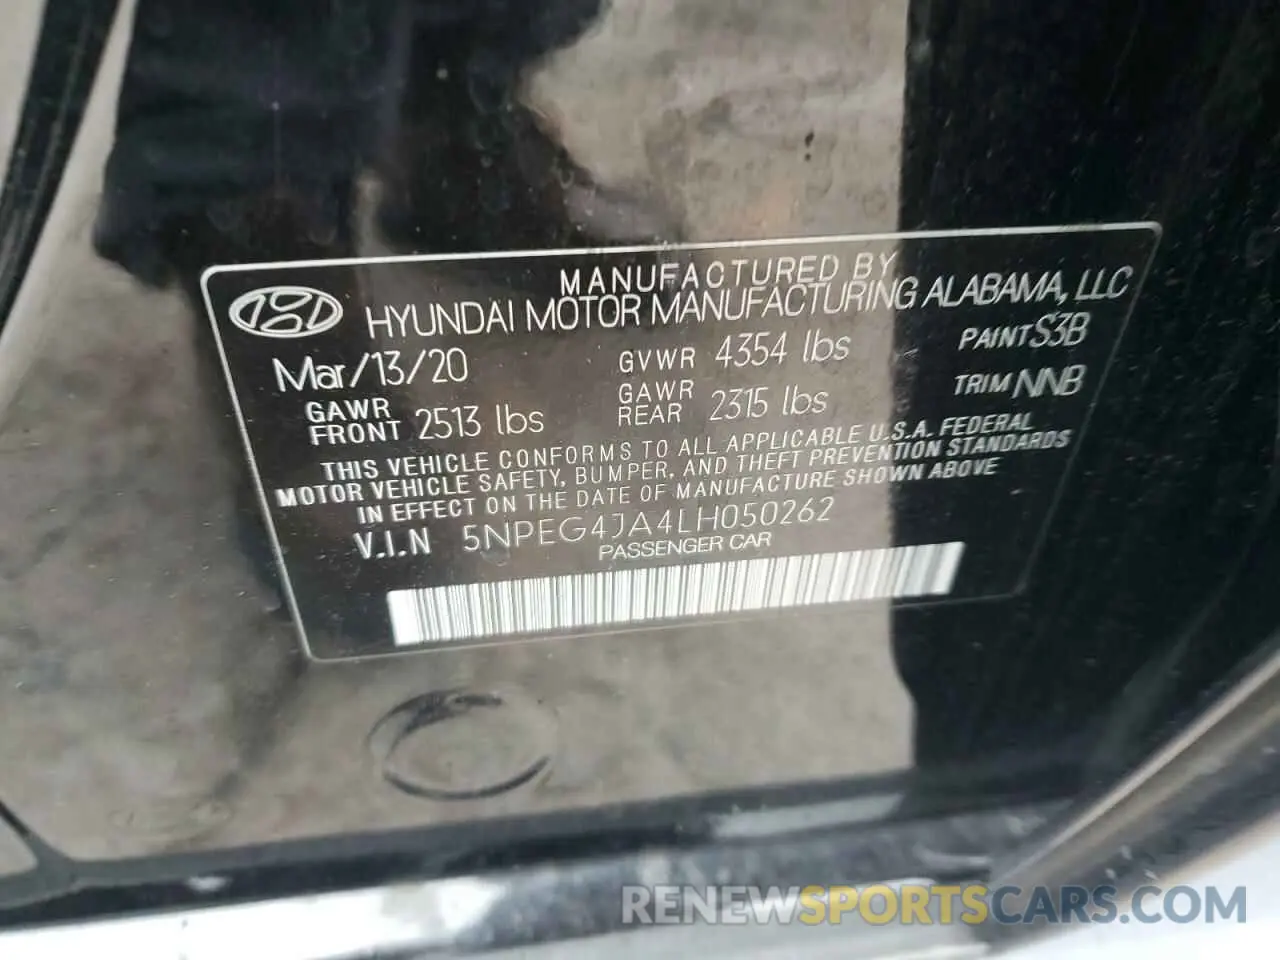 MANUFACTURED BY
HYUNDAI MOTOR MANUFACTURING ALABAMA, LLC
Mar/13/20 GVWR 4354 lbs PAINT S3B
GAWR FRONT 2513 lbs GAWR REAR 2315 lbs TRIM NNB
THIS VEHICLE CONFORMS TO ALL APPLICABLE U.S.A. FEDERAL
MOTOR VEHICLE SAFETY, BUMPER, AND THEFT PREVENTION STANDARDS
IN EFFECT ON THE DATE OF MANUFACTURE SHOWN ABOVE
V.I.N 5NPEG4JA4LH050262
PASSENGER CAR
RENEWSPORTSCARS.COM